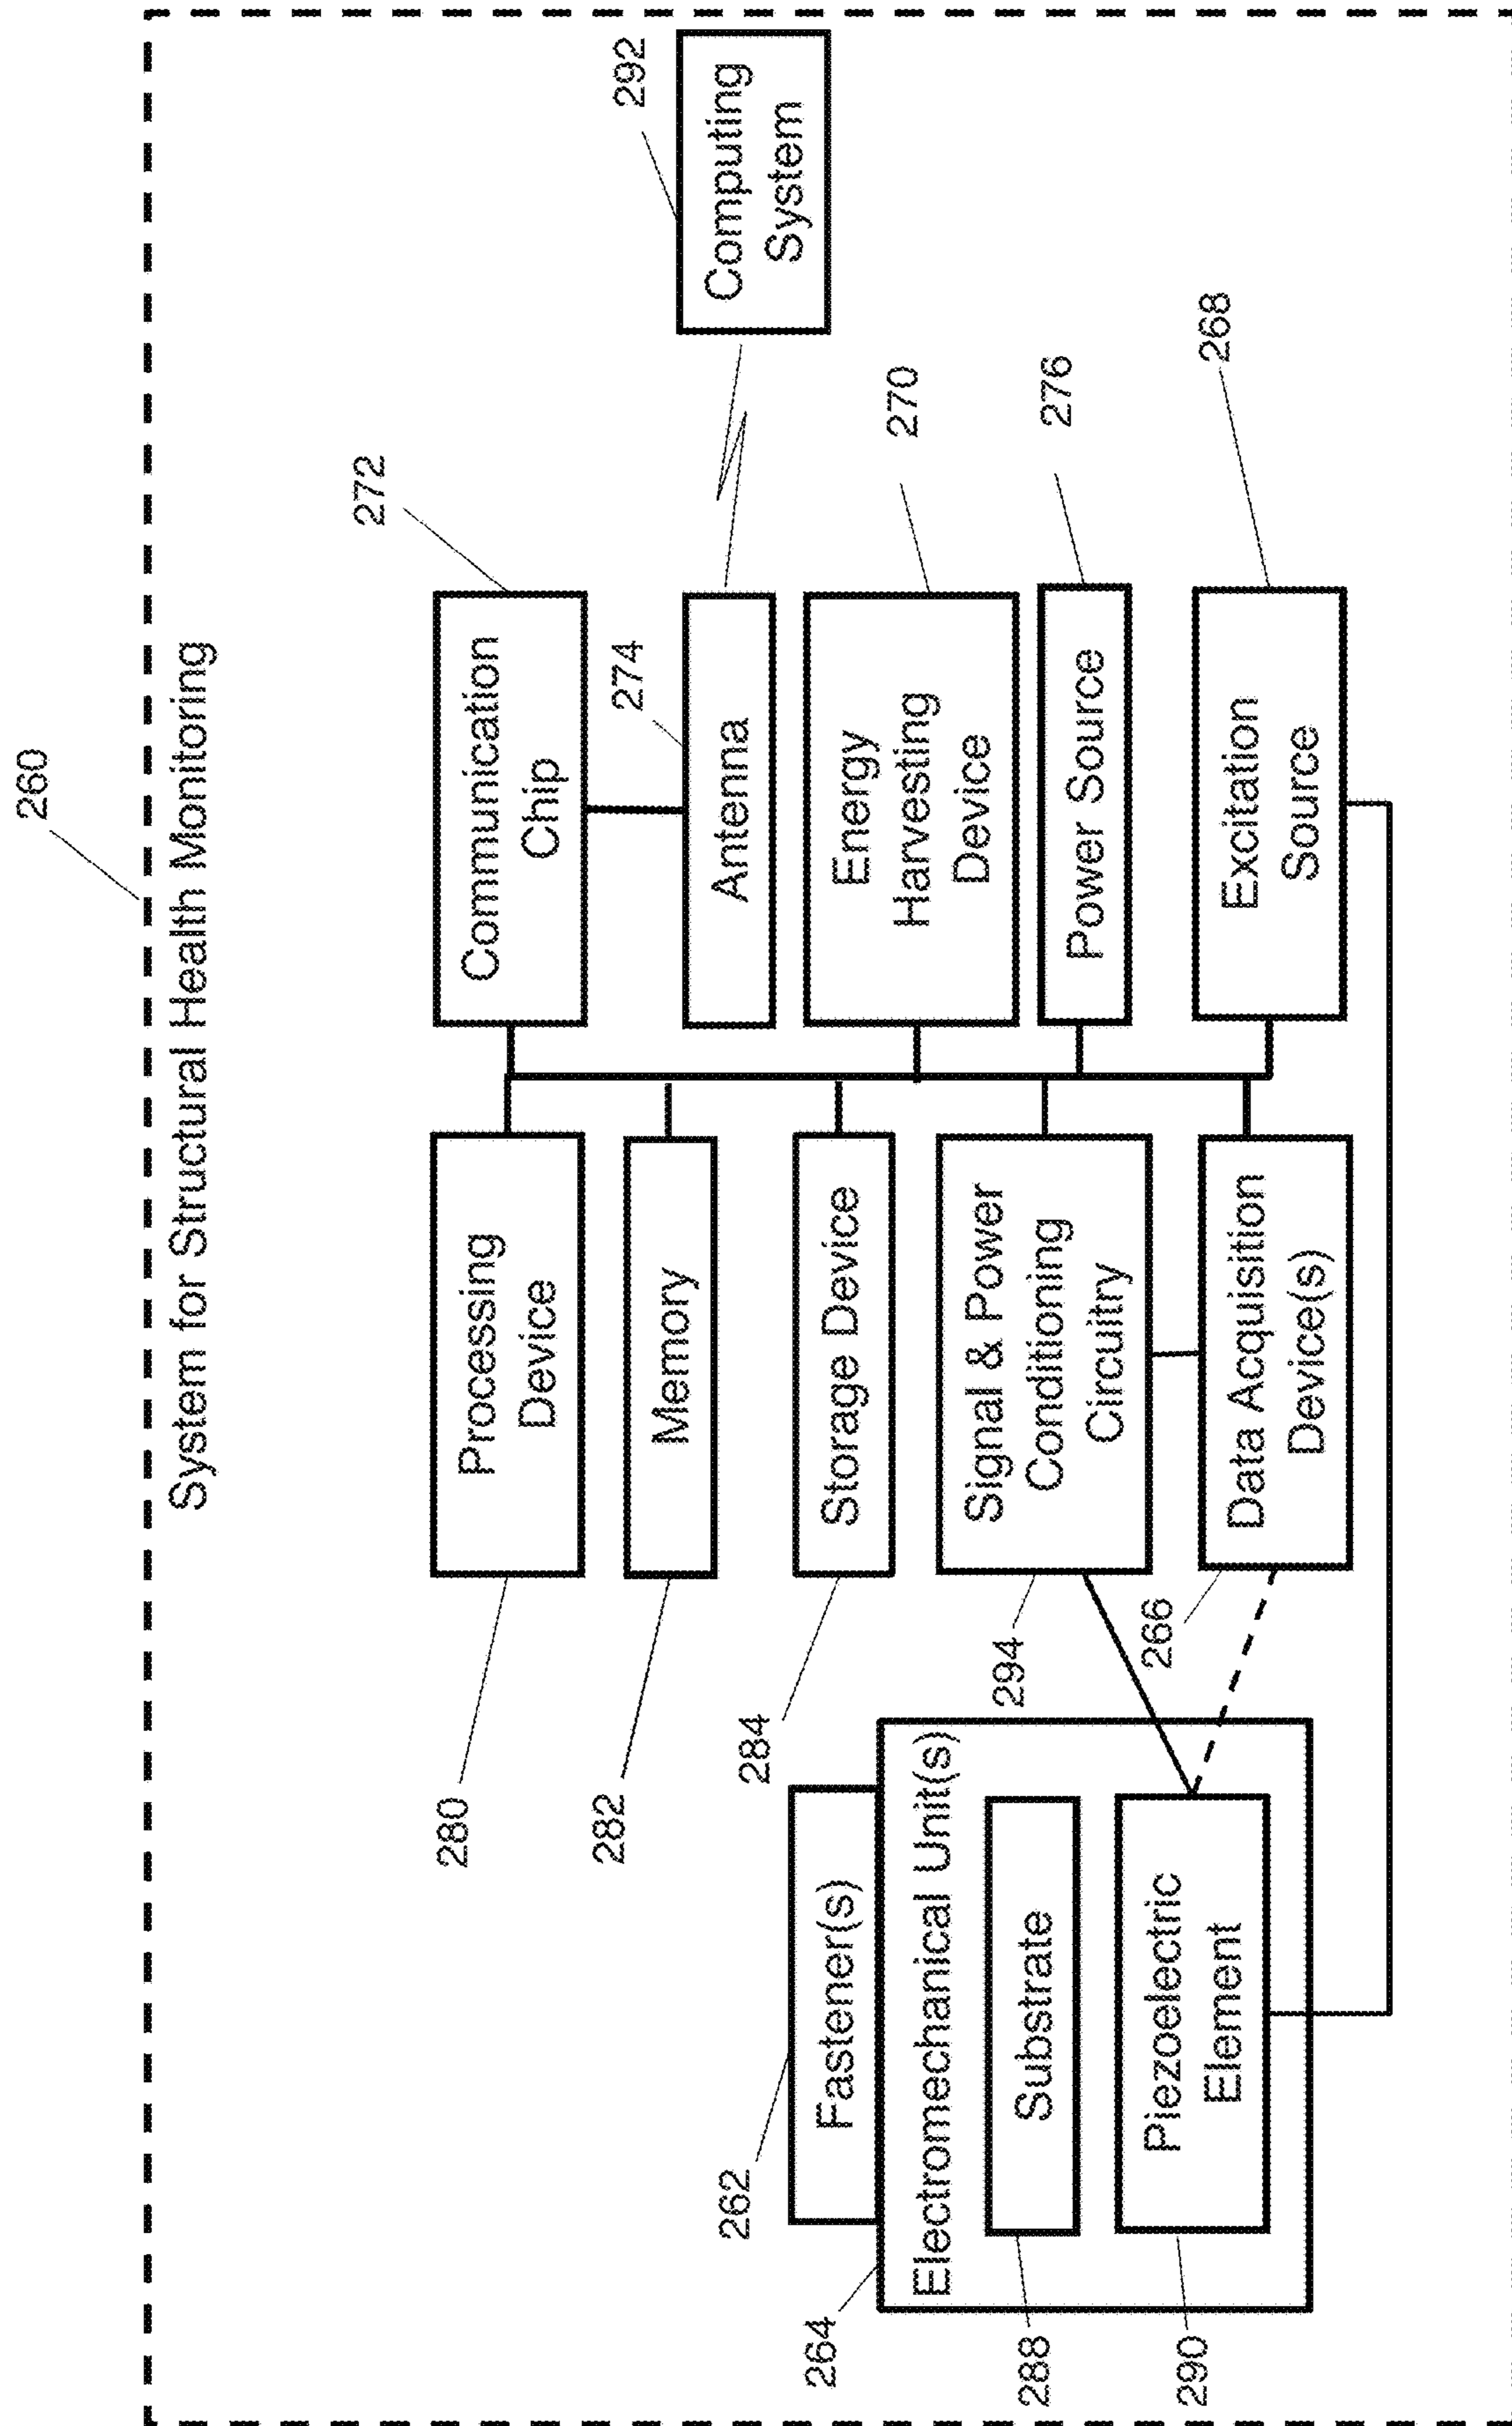 260
System for Structural Health Monitoring
280
Processing
Device
Communication
Chip
272
282
Memory
274
Antenna
292
Computing
System
284
Storage Device
Energy
Harvesting
Device
270
262
Fastener(s)
264
Electromechanical Unit(s)
294
Signal & Power
Conditioning
Circuitry
Power Source
276
288
Substrate
266
Data Acquisition
Device(s)
Excitation
Source
268
290
Piezoelectric
Element